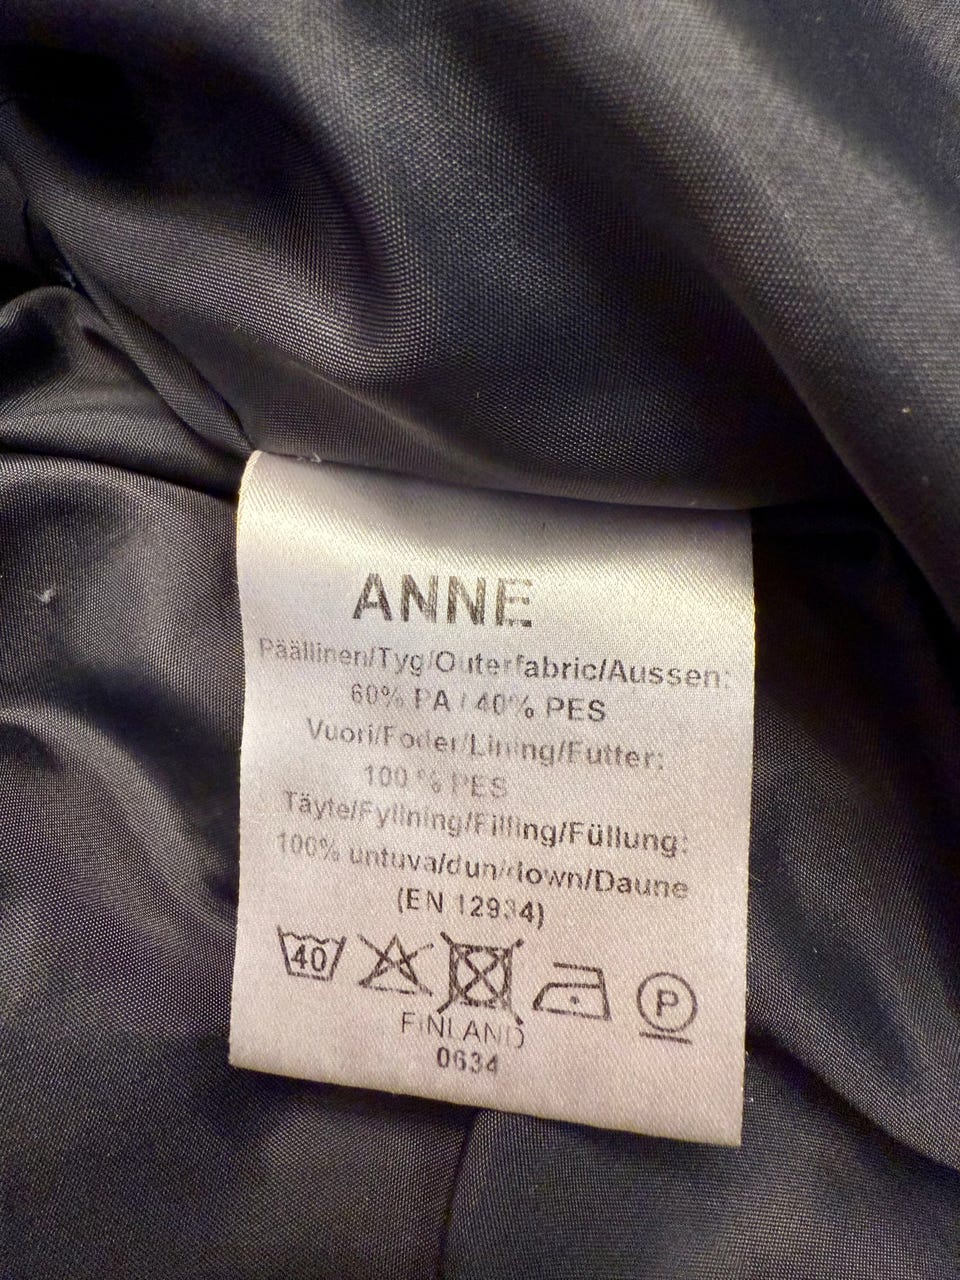 ANNE
Päällinen/Tyg/Outerfabric/Aussen:
60% PA / 40% PES
Vuori/Foder/Lining/Futter:
100 % PES
Täyte/Fyllning/Filling/Füllung:
100% untuva/dun/down/Daune
(EN 12934)
40 P
FINLAND
0634